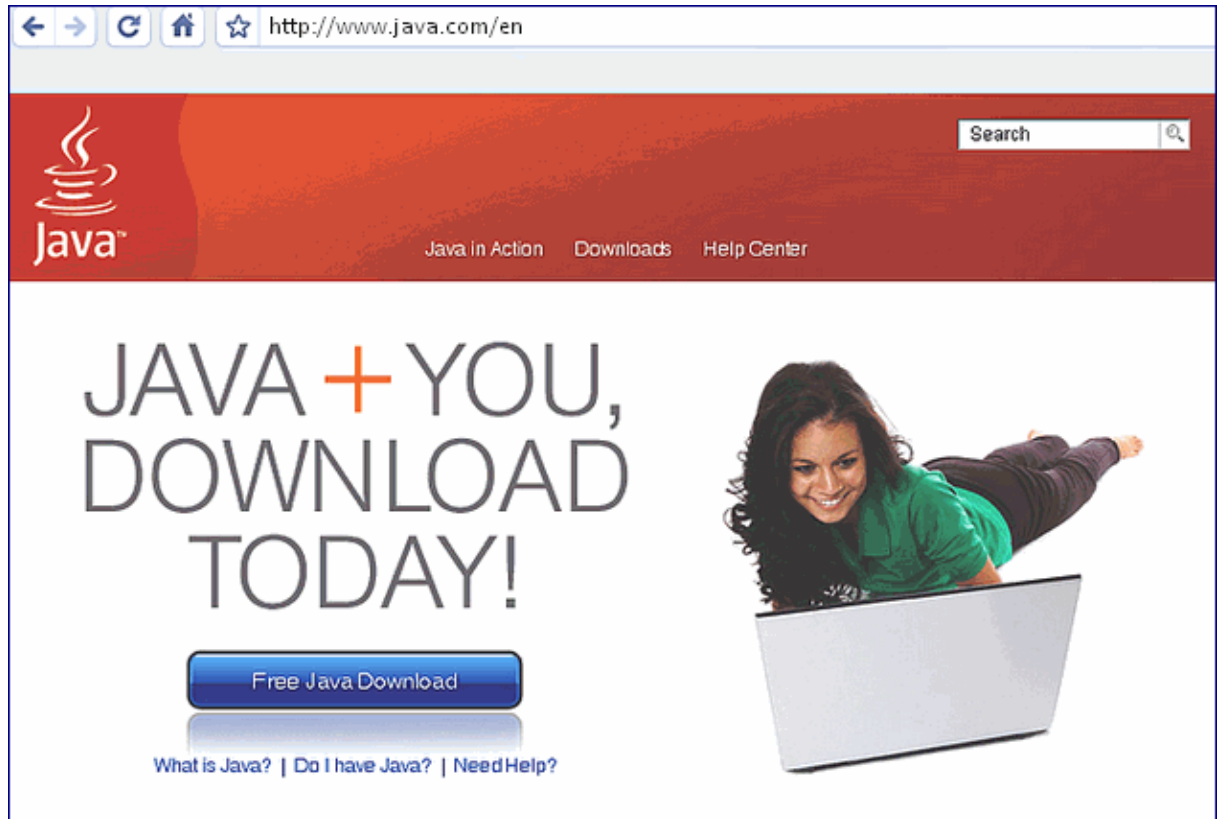 http://www.java.com/en
Search
Java™
Java in Action Downloads Help Center
JAVA + YOU,
DOWNLOAD
TODAY!
Free Java Download
What is Java? | Do I have Java? | Need Help?